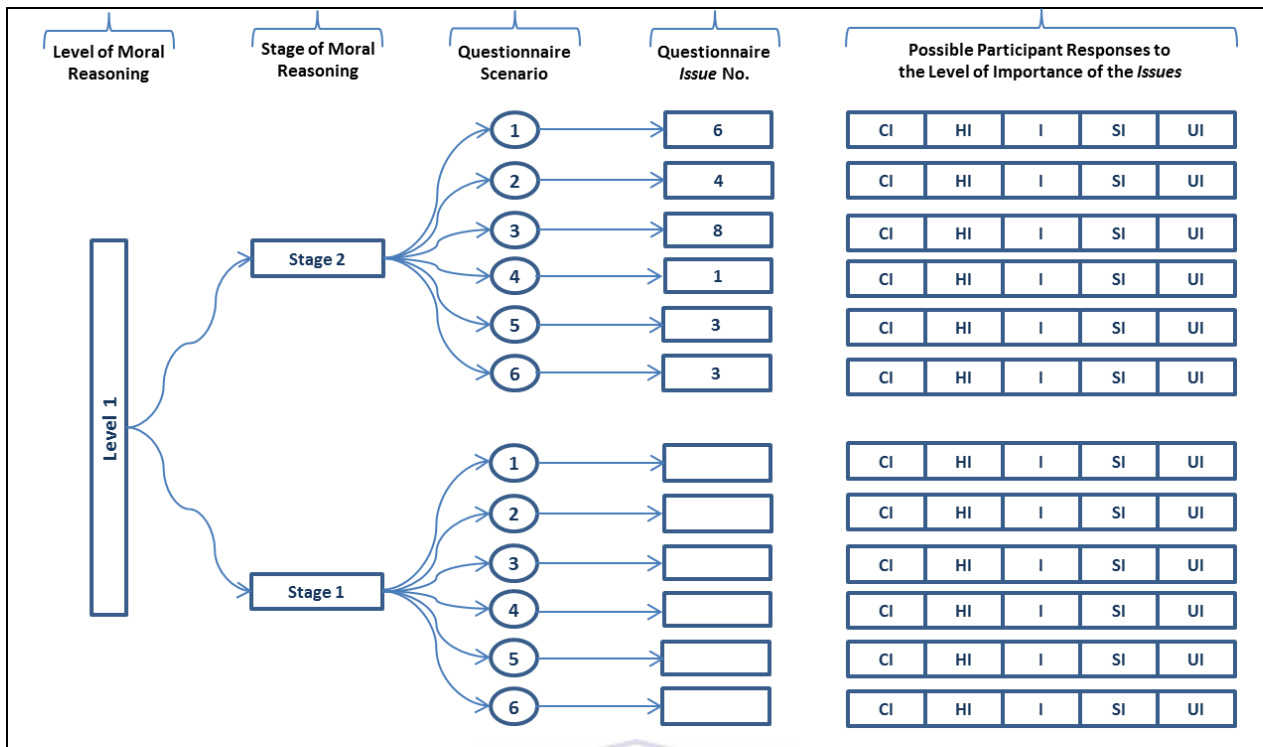 Level of Moral Reasoning
Stage of Moral Reasoning
Questionnaire Scenario
Questionnaire Issue No.
Possible Participant Responses to the Level of Importance of the Issues
Level 1
Stage 2
1 6 CI HI I SI UI
2 4 CI HI I SI UI
3 8 CI HI I SI UI
4 1 CI HI I SI UI
5 3 CI HI I SI UI
6 3 CI HI I SI UI
Stage 1
1 CI HI I SI UI
2 CI HI I SI UI
3 CI HI I SI UI
4 CI HI I SI UI
5 CI HI I SI UI
6 CI HI I SI UI